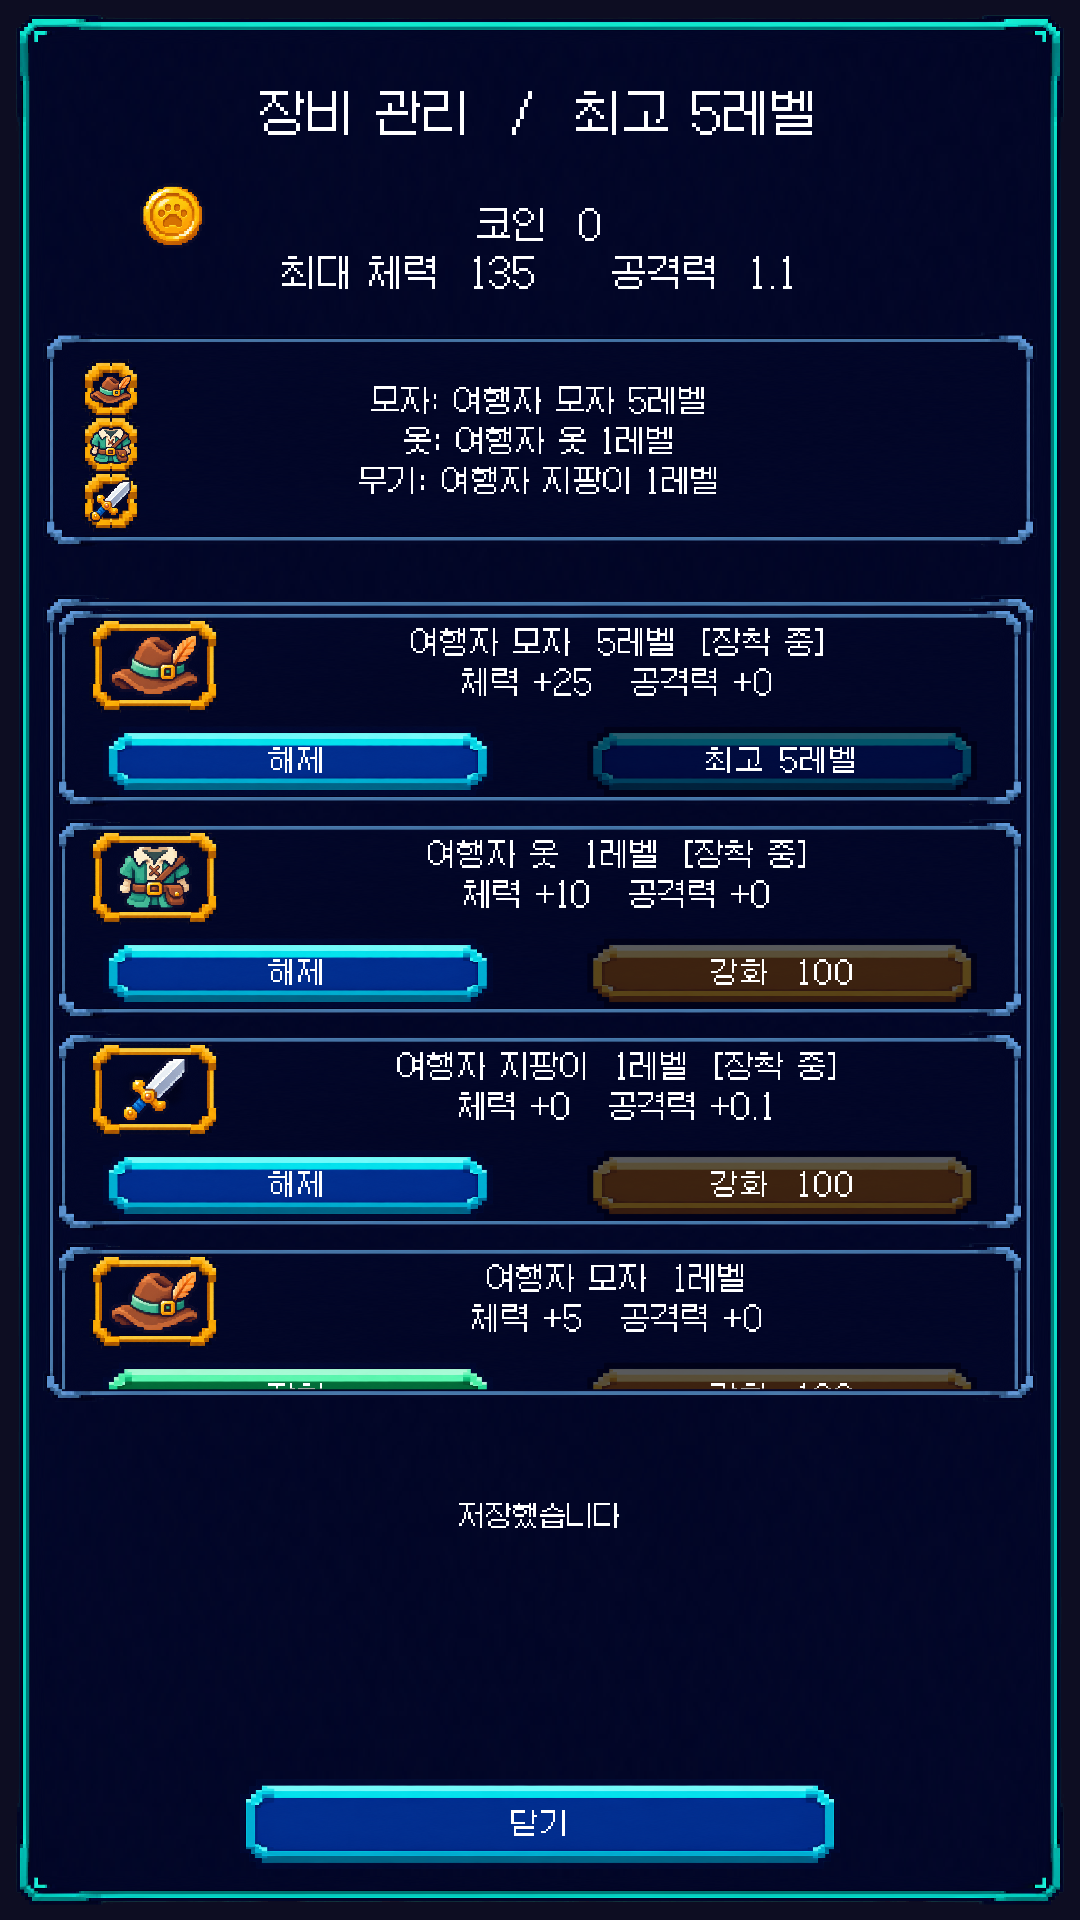 장비 관리 / 최고 5레벨
코인 0
최대 체력 135 공격력 1.1
모자: 여행자 모자 5레벨
옷: 여행자 옷 1레벨
무기: 여행자 지팡이 1레벨
여행자 모자 5레벨 [장착 중]
체력 +25 공격력 +0
해제 최고 5레벨
여행자 옷 1레벨 [장착 중]
체력 +10 공격력 +0
해제 강화 100
여행자 지팡이 1레벨 [장착 중]
체력 +0 공격력 +0.1
해제 강화 100
여행자 모자 1레벨
체력 +5 공격력 +0
저장했습니다
닫기